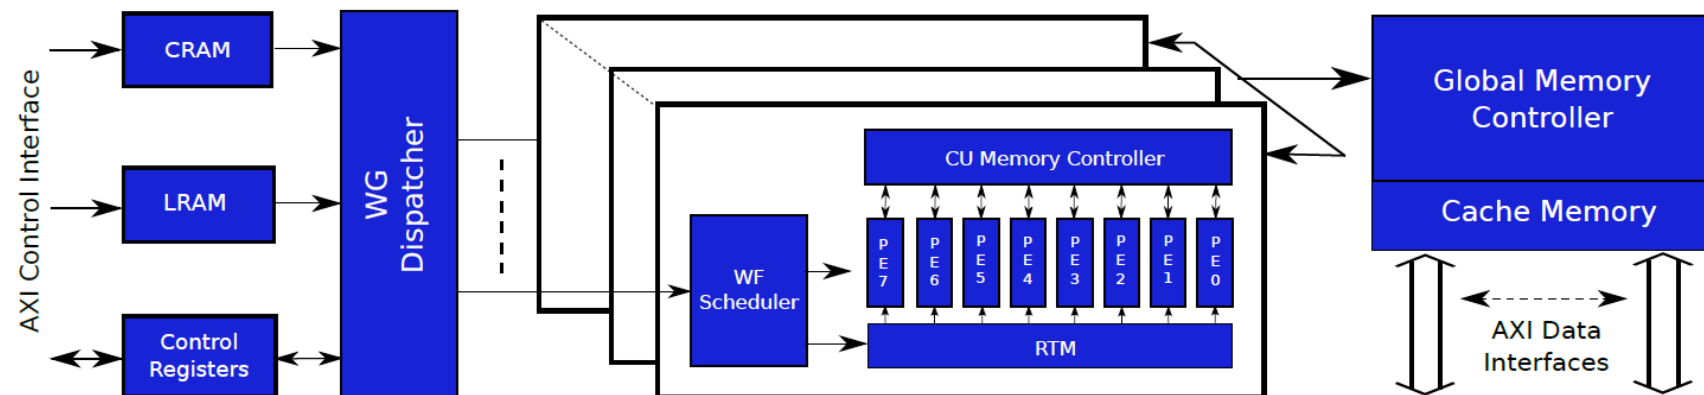 AXI Control Interface
CRAM
LRAM
Control
Registers
WG
Dispatcher
WF
Scheduler
CU Memory Controller
P
E
7
P
E
6
P
E
5
P
E
4
P
E
3
P
E
2
P
E
1
P
E
0
RTM
Global Memory
Controller
Cache Memory
AXI Data
Interfaces